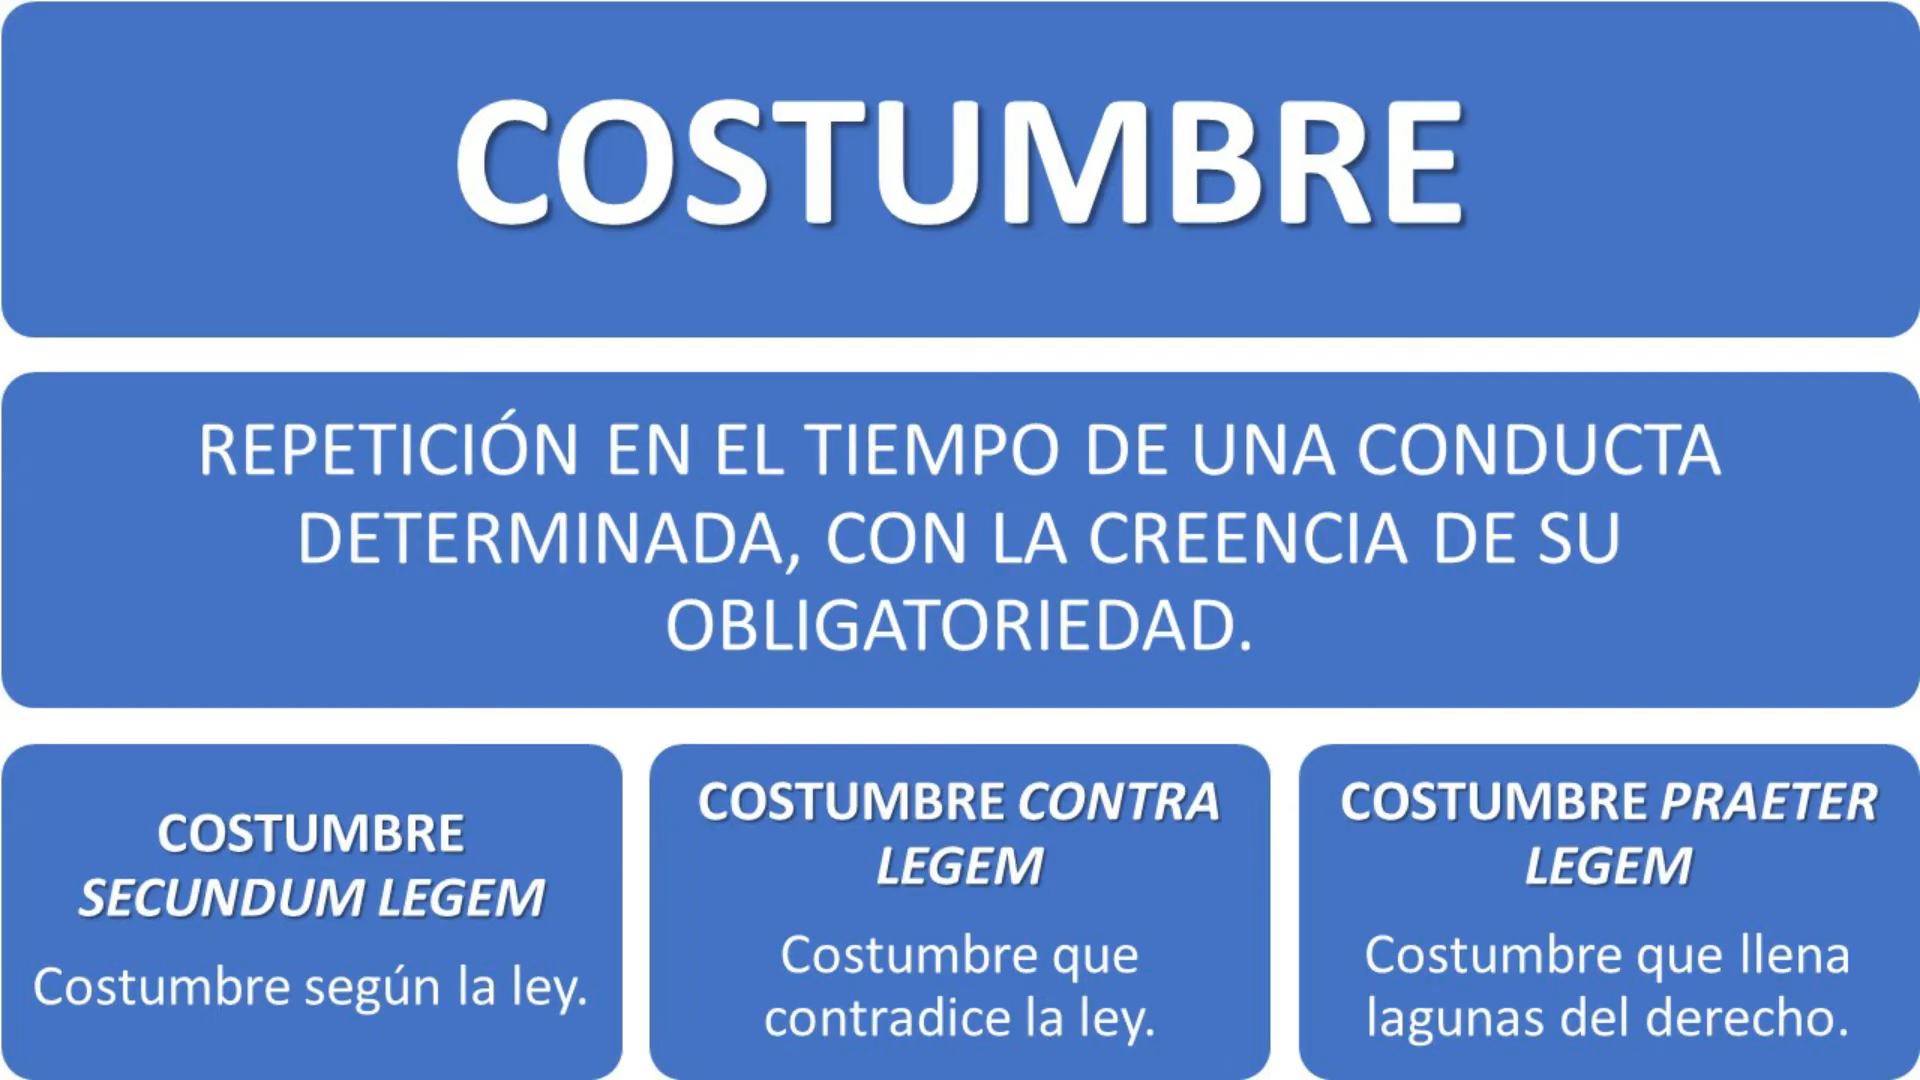 COSTUMBRE
REPETICIÓN EN EL TIEMPO DE UNA CONDUCTA
DETERMINADA, CON LA CREENCIA DE SU
OBLIGATORIEDAD.
COSTUMBRE
SECUNDUM LEGEM
Costumbre según la ley.
COSTUMBRE CONTRA
LEGEM
Costumbre que
contradice la ley.
COSTUMBRE PRAETER
LEGEM
Costumbre que llena
lagunas del derecho.